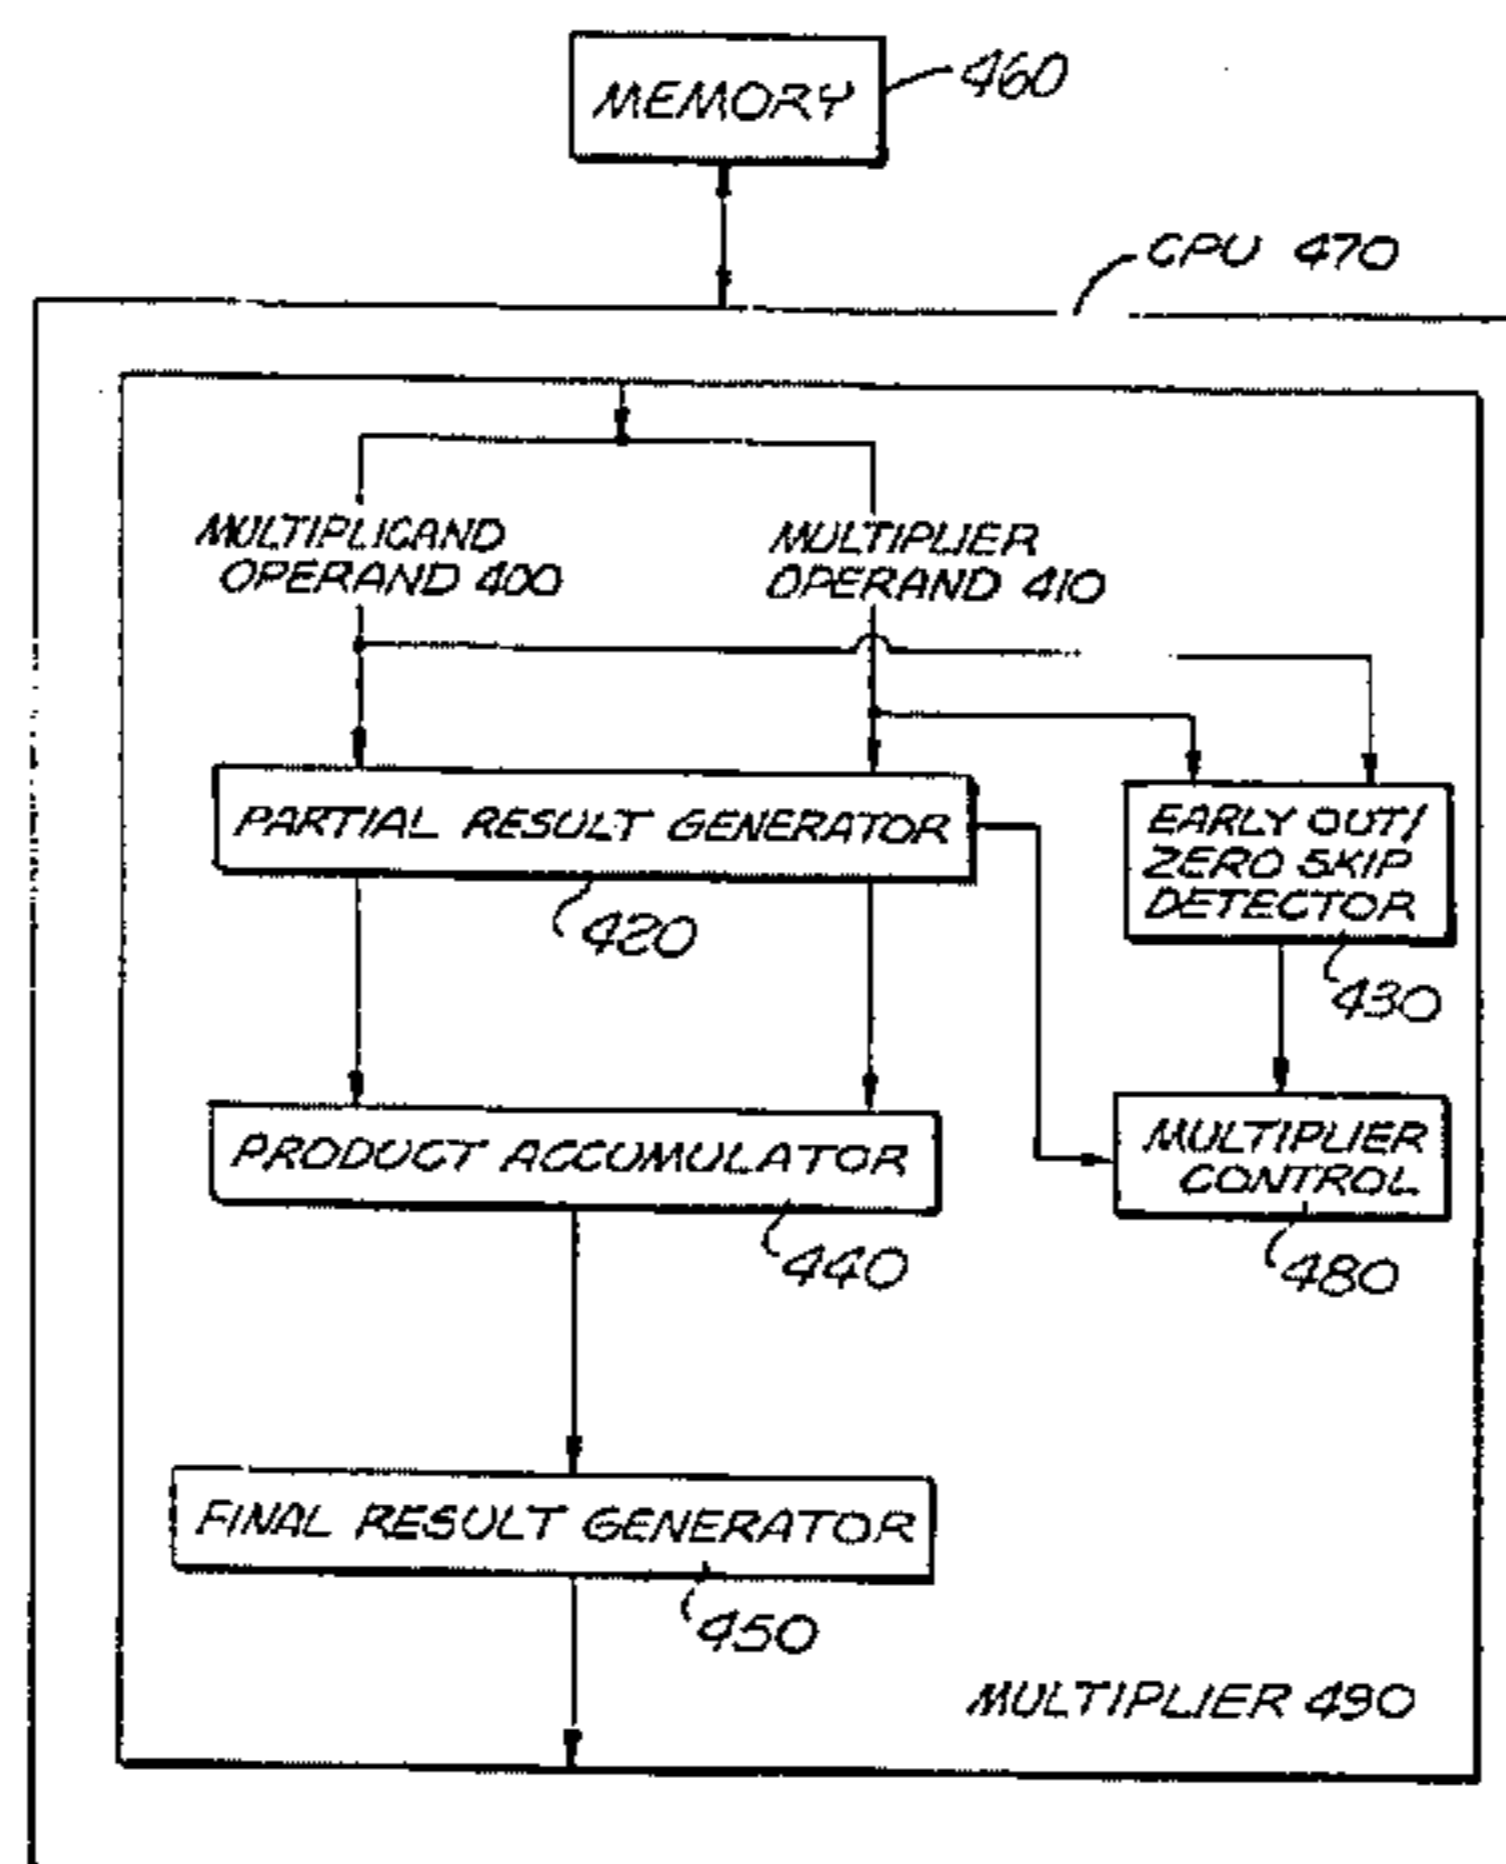 MEMORY
460
CPU 470
MULTIPLICAND
OPERAND 400
MULTIPLIER
OPERAND 410
PARTIAL RESULT GENERATOR
420
EARLY OUT/
ZERO SKIP
DETECTOR
430
PRODUCT ACCUMULATOR
440
MULTIPLIER
CONTROL
480
FINAL RESULT GENERATOR
450
MULTIPLIER 490